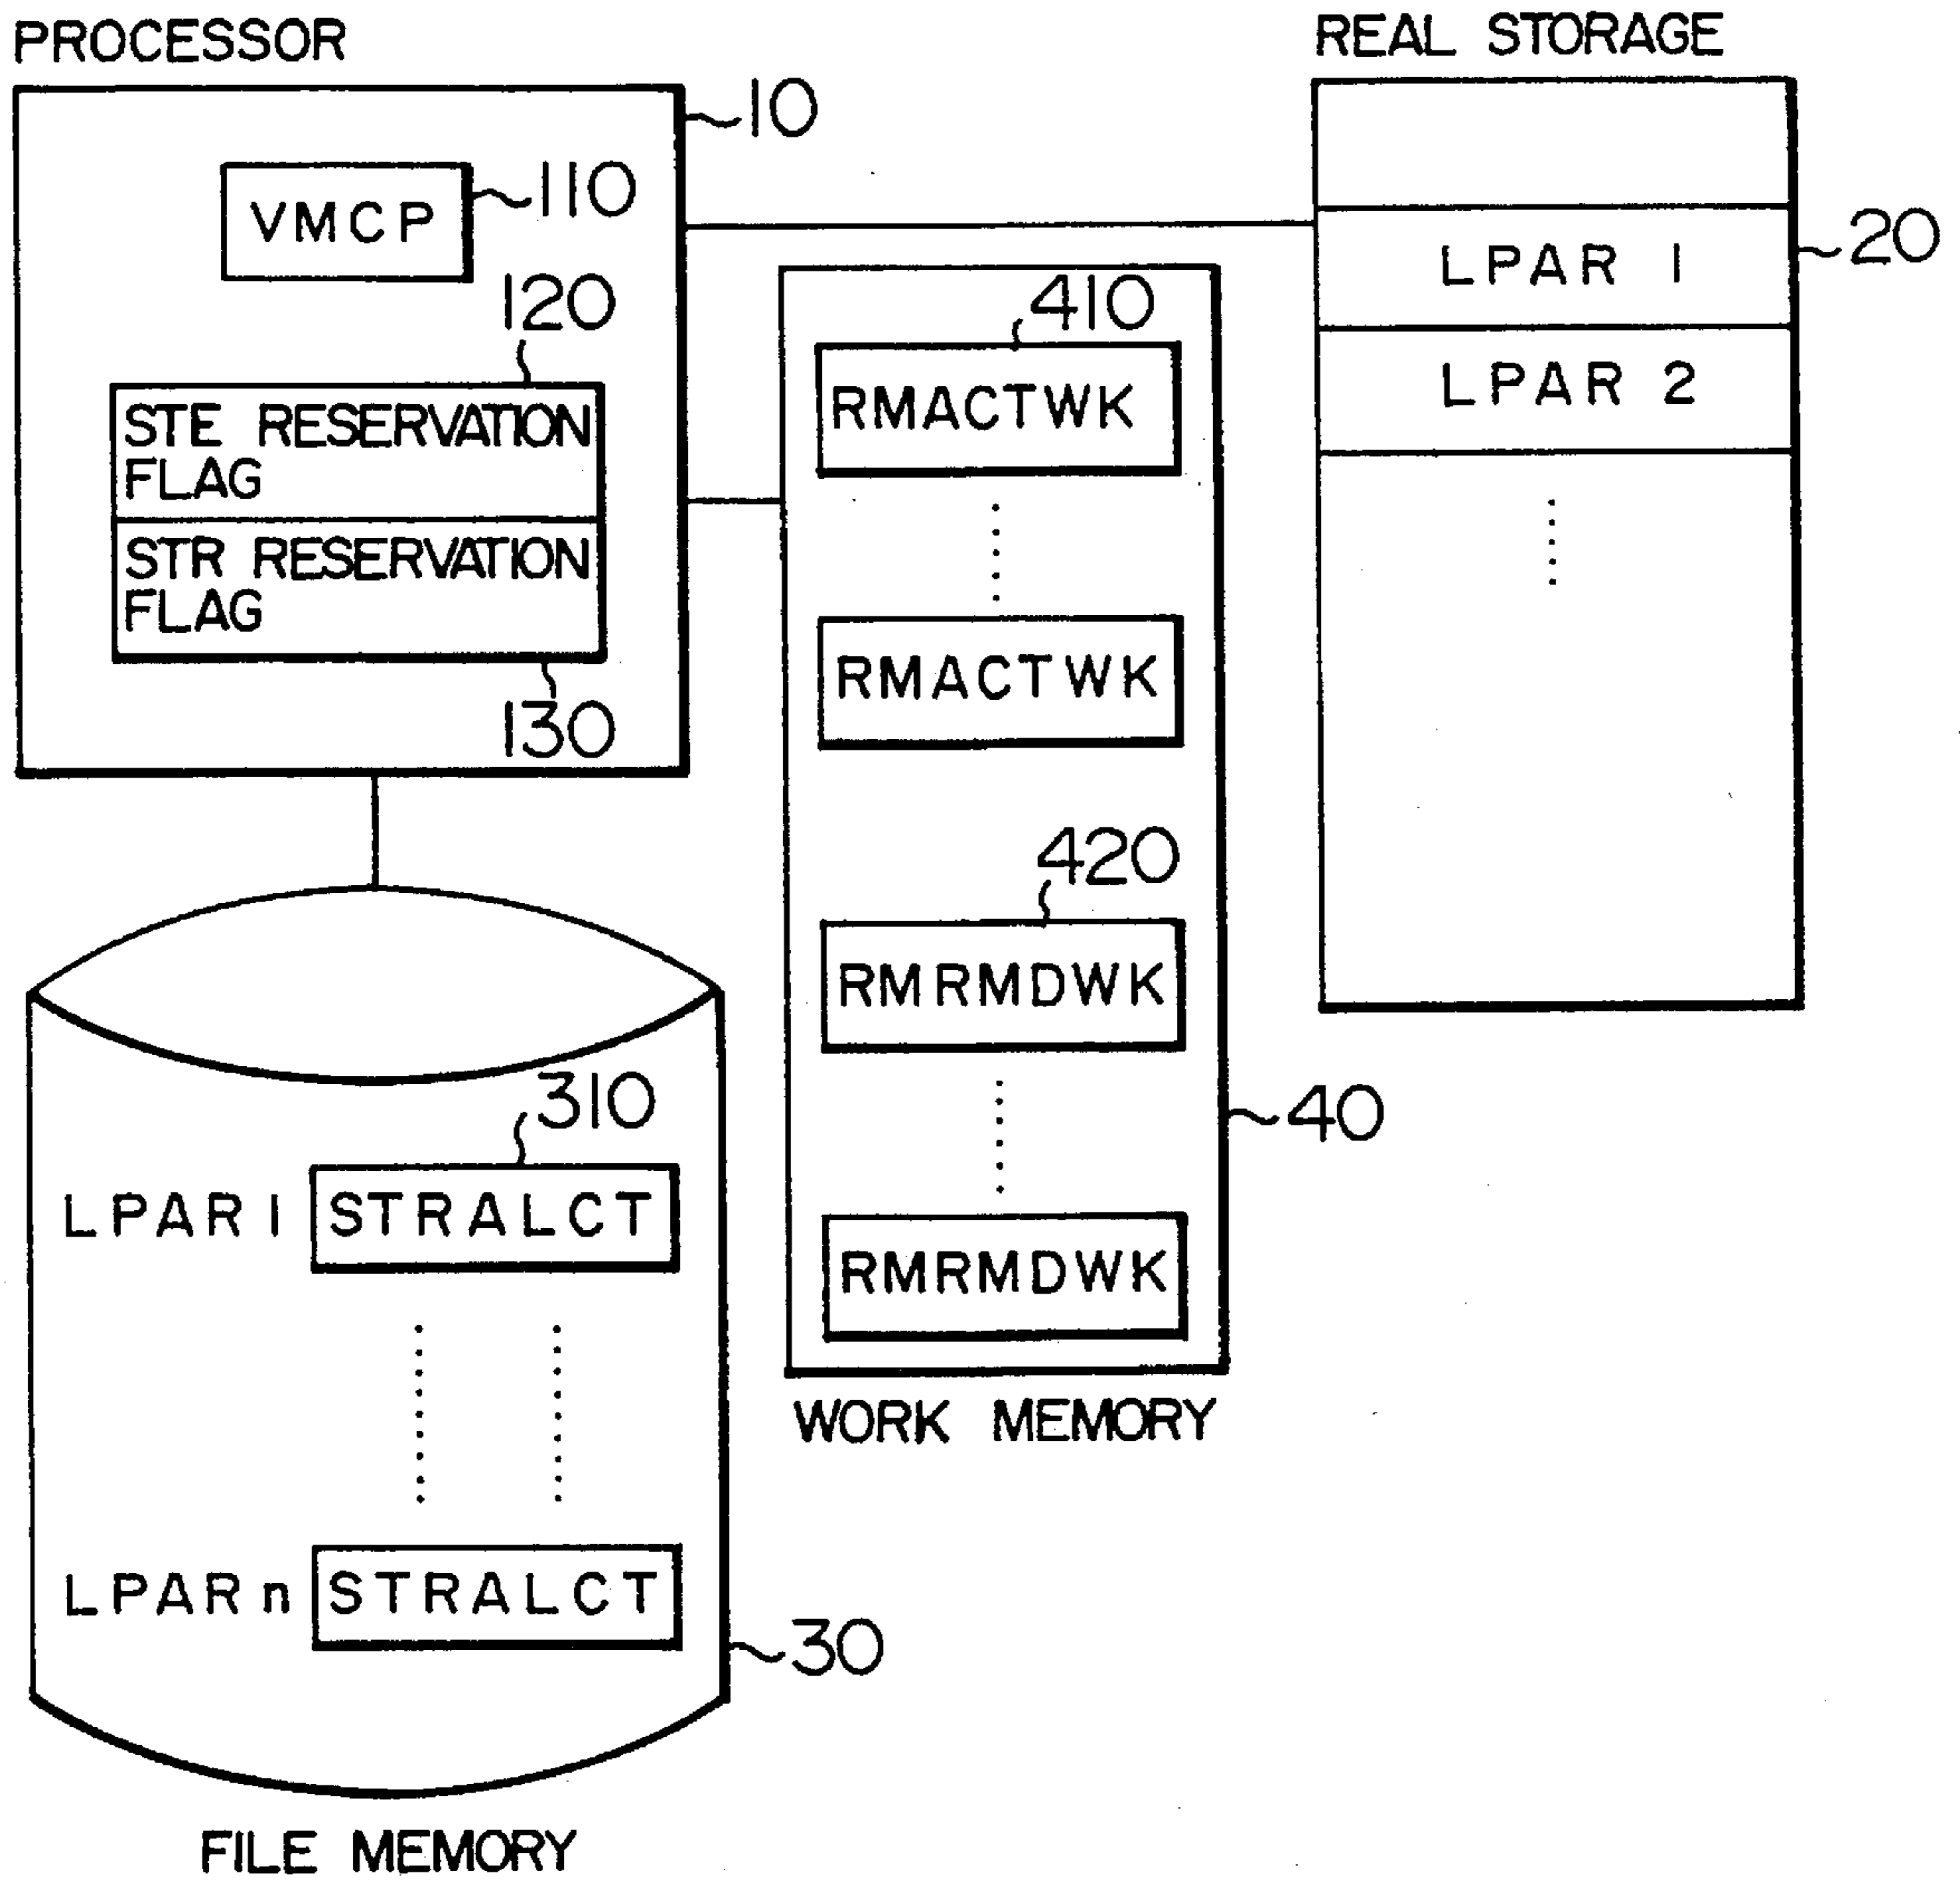 PROCESSOR
10
VMCP
110
120
STE RESERVATION
FLAG
STR RESERVATION
FLAG
130
REAL STORAGE
LPAR 1
20
LPAR 2
410
RMACTWK
RMACTWK
420
RMRMDWK
RMRMDWK
40
WORK MEMORY
310
LPAR1 STRALCT
LPARn STRALCT
30
FILE MEMORY